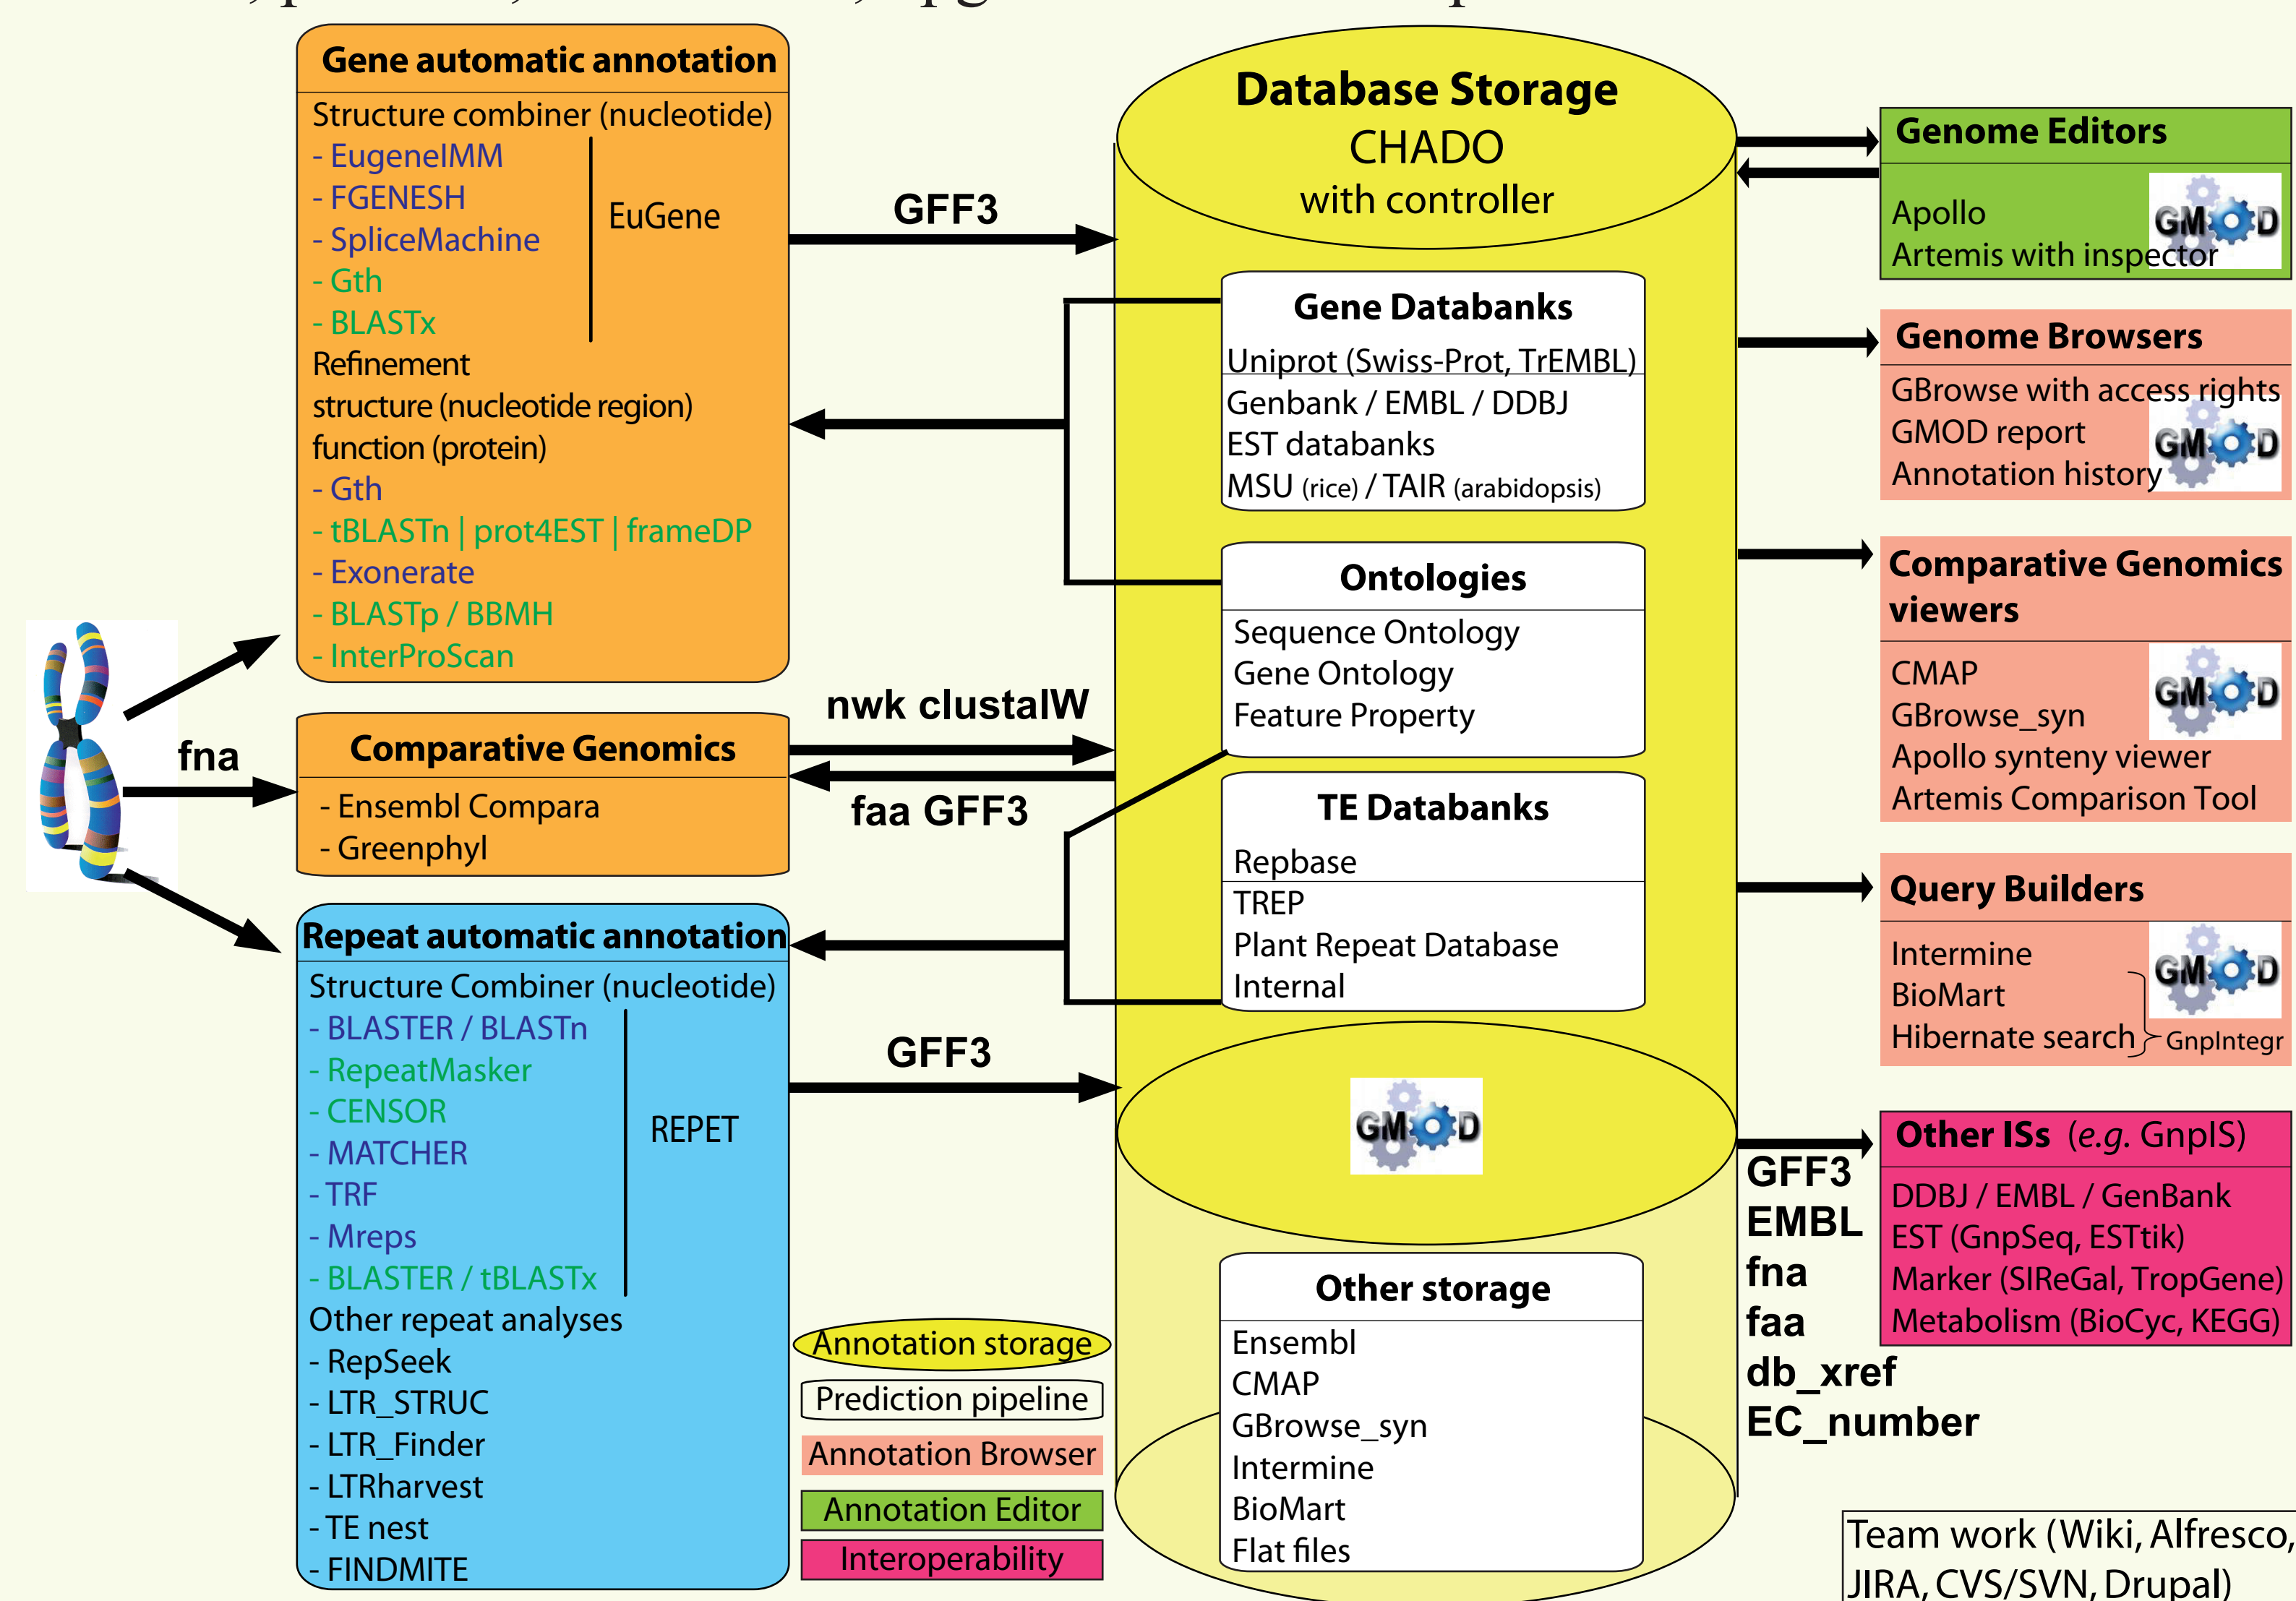 Gene automatic annotation
Structure combiner (nucleotide)
- EugeneIMM
- FGENESH
- SpliceMachine
- Gth
- BLASTx
EuGene
Refinement
structure (nucleotide region)
function (protein)
- Gth
- tBLASTn | prot4EST | frameDP
- Exonerate
- BLASTp / BBMH
- InterProScan
fna
Comparative Genomics
- Ensembl Compara
- Greenphyl
Repeat automatic annotation
Structure Combiner (nucleotide)
- BLASTER / BLASTn
- RepeatMasker
- CENSOR
- MATCHER
- TRF
- Mreps
- BLASTER / tBLASTx
REPET
Other repeat analyses
- RepSeek
- LTR_STRUC
- LTR_Finder
- LTRharvest
- TE nest
- FINDMITE
GFF3
nwk clustalW
faa GFF3
GFF3
Annotation storage
Prediction pipeline
Annotation Browser
Annotation Editor
Interoperability
Database Storage
CHADO
with controller
Gene Databanks
Uniprot (Swiss-Prot, TrEMBL)
Genbank / EMBL / DDBJ
EST databanks
MSU (rice) / TAIR (arabidopsis)
Ontologies
Sequence Ontology
Gene Ontology
Feature Property
TE Databanks
Repbase
TREP
Plant Repeat Database
Internal
GMOD
Other storage
Ensembl
CMAP
GBrowse_syn
Intermine
BioMart
Flat files
Genome Editors
Apollo
Artemis with inspector
GMOD
Genome Browsers
GBrowse with access rights
GMOD report
Annotation history
GMOD
Comparative Genomics
viewers
CMAP
GBrowse_syn
Apollo synteny viewer
Artemis Comparison Tool
GMOD
Query Builders
Intermine
BioMart
Hibernate search
GnpIntegr
GMOD
Other ISs (e.g. GnpIS)
DDBJ / EMBL / GenBank
EST (GnpSeq, ESTtik)
Marker (SIReGal, TropGene)
Metabolism (BioCyc, KEGG)
GFF3
EMBL
fna
faa
db_xref
EC_number
Team work (Wiki, Alfresco,
JIRA, CVS/SVN, Drupal)